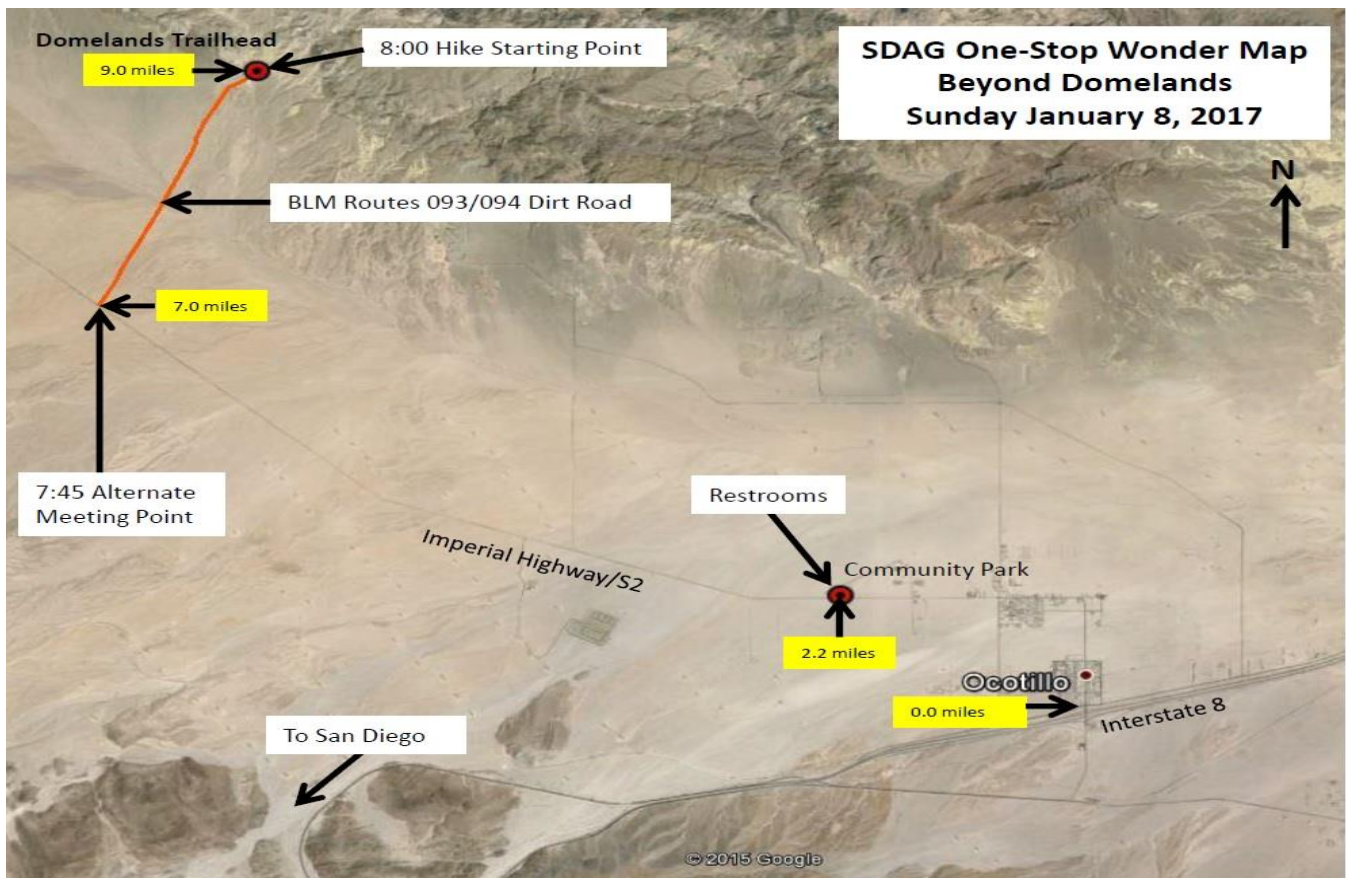 Domelands Trailhead
9.0 miles
8:00 Hike Starting Point
SDAG One-Stop Wonder Map
Beyond Domelands
Sunday January 8, 2017
N
BLM Routes 093/094 Dirt Road
7.0 miles
7:45 Alternate
Meeting Point
Restrooms
Imperial Highway/S2
Community Park
2.2 miles
Ocotillo
0.0 miles
Interstate 8
To San Diego
© 2015 Google